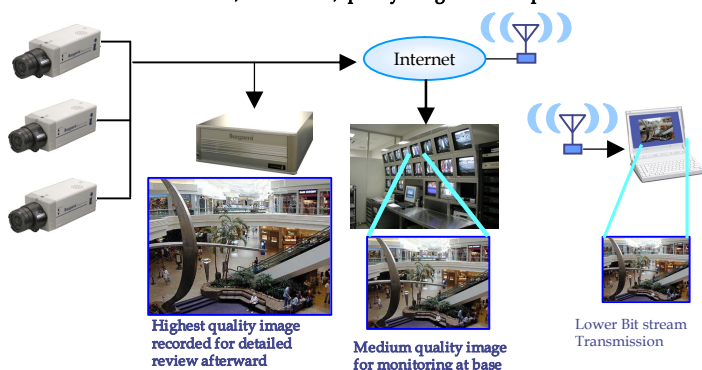 Internet
Highest quality image
recorded for detailed
review afterward
Medium quality image
for monitoring at base
Lower Bit stream
Transmission